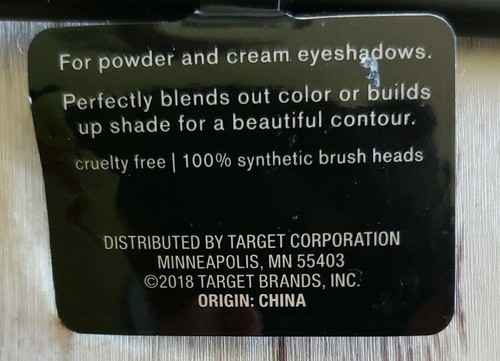 For powder and cream eyeshadows.
Perfectly blends out color or builds
up shade for a beautiful contour.
cruelty free | 100% synthetic brush heads
DISTRIBUTED BY TARGET CORPORATION
MINNEAPOLIS, MN 55403
©2018 TARGET BRANDS, INC.
ORIGIN: CHINA